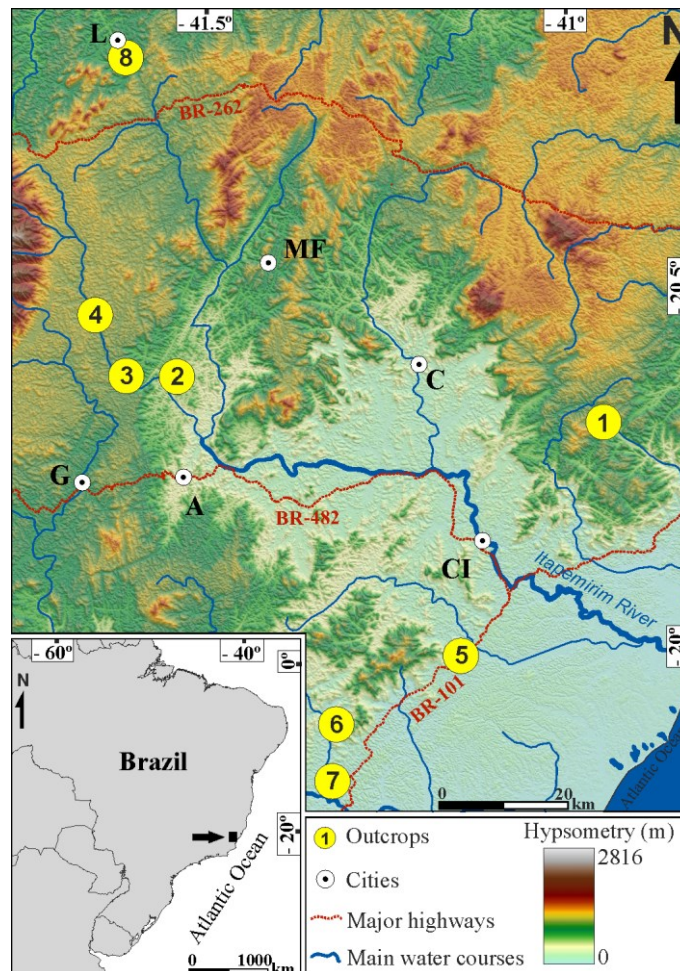 - 41.5º
- 41º
L
8
N
BR-262
MF
- 20.5º
4
3
2
C
1
G
A
BR-482
CI
Itapemirim River
- 20º
5
BR-101
6
7
0 20
km
Atlantic Ocean
- 60º
- 40º
0º
N
Brazil
- 20º
Atlantic Ocean
0 1000
km
1 Outcrops
Cities
Major highways
Main water courses
Hypsometry (m)
2816
0